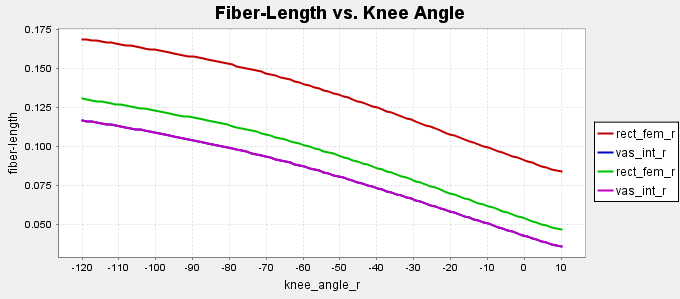 Fiber-Length vs. Knee Angle
fiber-length
0.175
0.150
0.125
0.100
0.075
0.050
-120 -110 -100 -90 -80 -70 -60 -50 -40 -30 -20 -10 0 10
knee_angle_r
rect_fem_r
vas_int_r
rect_fem_r
vas_int_r